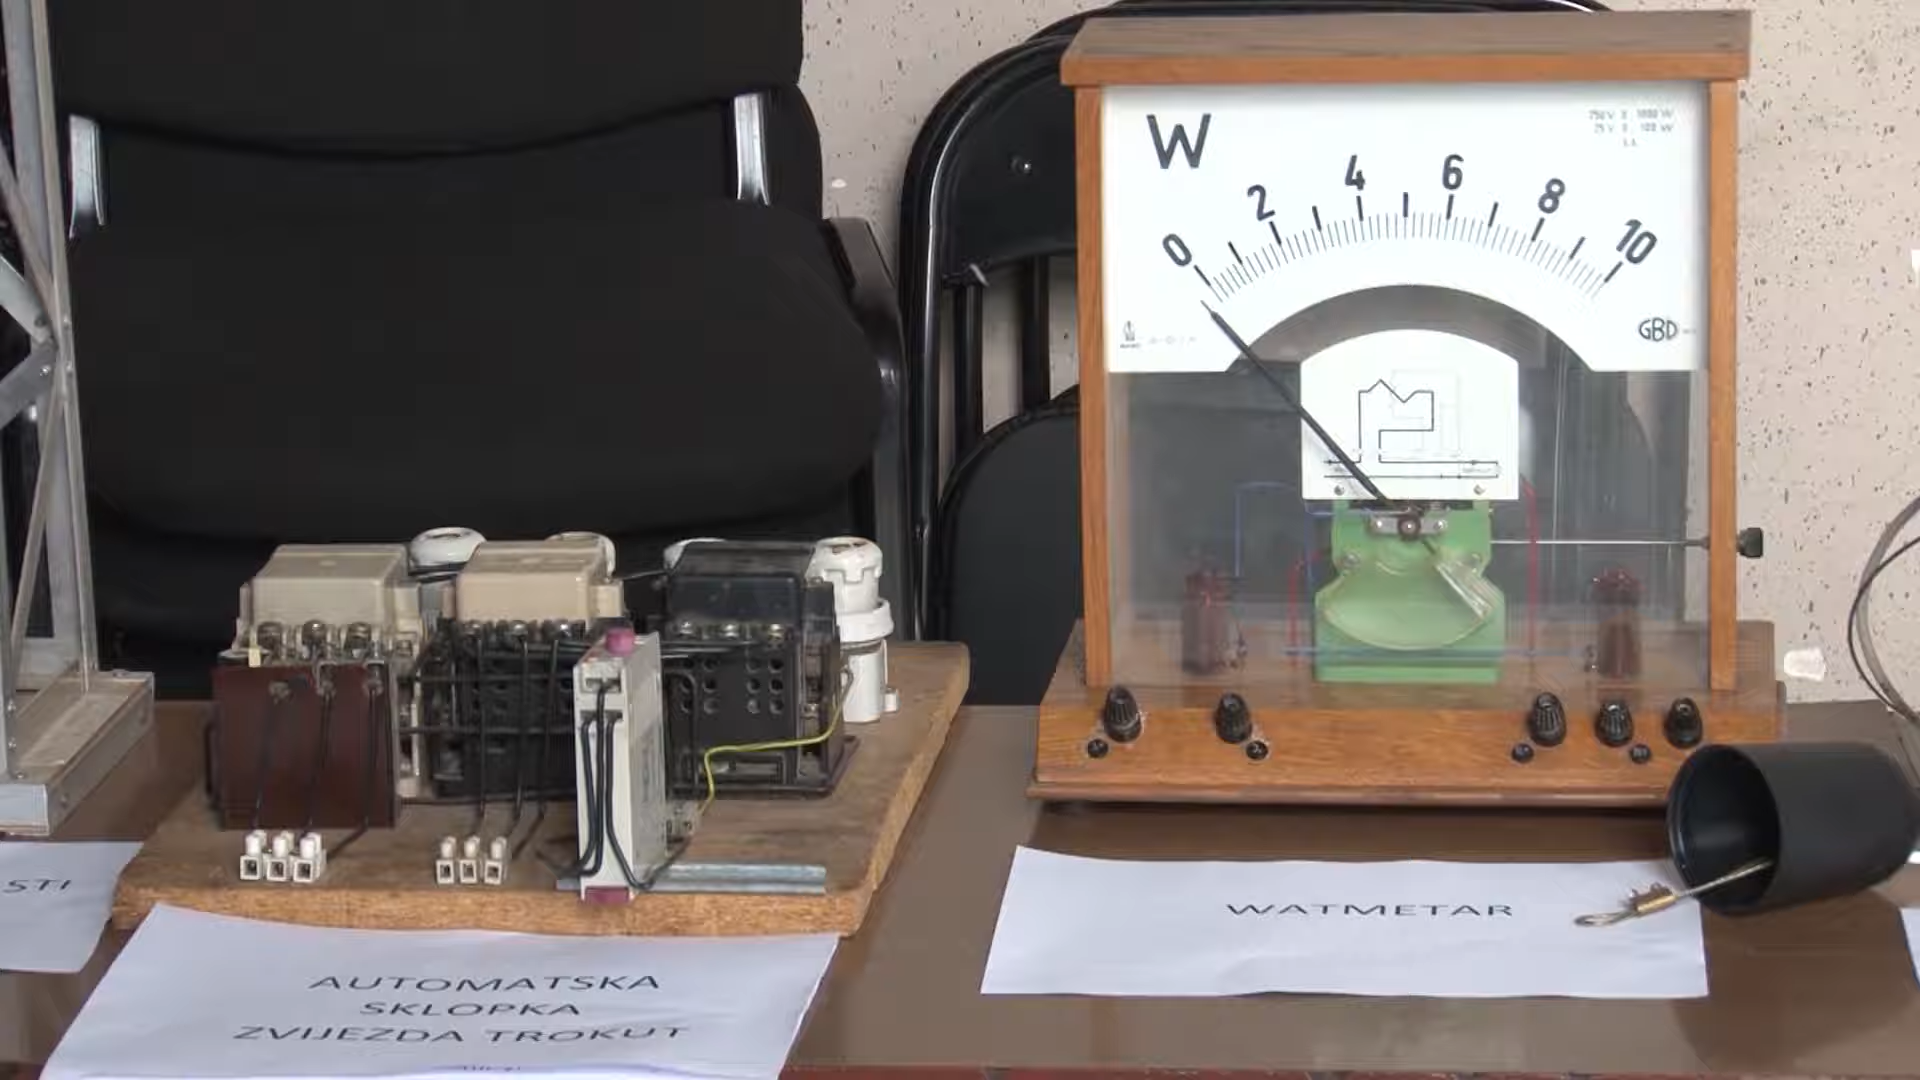 W
0 2 4 6 8 10
GBD
STI
WATMETAR
AUTOMATSKA
SKLOPKA
ZVIJEZDA TROKUT